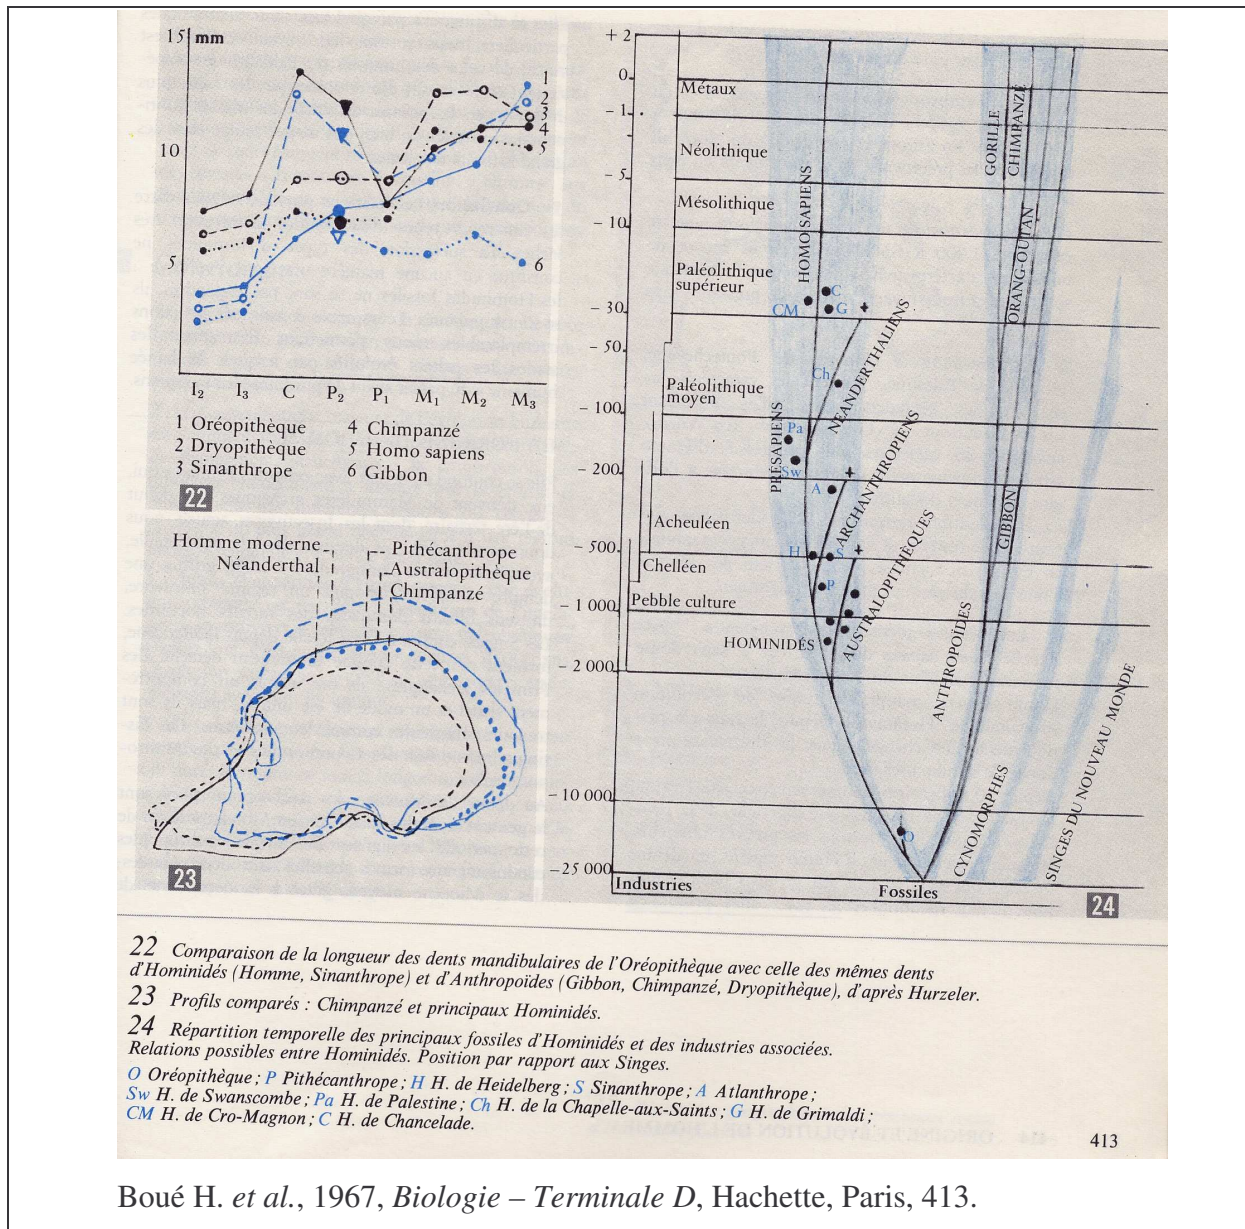 15 mm
10
5
1
2
3
4
5
6
I2 I3 C P2 P1 M1 M2 M3
1 Oréopithèque
2 Dryopithèque
3 Sinanthrope
4 Chimpanzé
5 Homo sapiens
6 Gibbon
22
Homme moderne
Néanderthal
Pithécanthrope
Australopithèque
Chimpanzé
23
+ 2
0
- 1
- 5
- 10
- 30
- 50
- 100
- 200
- 500
- 1 000
- 2 000
- 10 000
- 25 000
Métaux
Néolithique
Mésolithique
Paléolithique
supérieur
Paléolithique
moyen
Acheuléen
Chelléen
Pebble culture
Industries
Fossiles
HOMO SAPIENS
PRÉSAPIENS
NÉANDERTHALIENS
ARCHANTHROPIENS
AUSTRALOPITHÈQUES
HOMINIDÉS
ANTHROPOÏDES
GORILLE
CHIMPANZÉ
ORANG-OUTAN
GIBBON
CYNOMORPHES
SINGES DU NOUVEAU MONDE
C
CM
G
Ch
Pa
Sw
A
H
S
P
O
24
22 Comparaison de la longueur des dents mandibulaires de l'Oréopithèque avec celle des mêmes dents
d'Hominidés (Homme, Sinanthrope) et d'Anthropoïdes (Gibbon, Chimpanzé, Dryopithèque), d'après Hurzeler.
23 Profils comparés : Chimpanzé et principaux Hominidés.
24 Répartition temporelle des principaux fossiles d'Hominidés et des industries associées.
Relations possibles entre Hominidés. Position par rapport aux Singes.
O Oréopithèque ; P Pithécanthrope ; H H. de Heidelberg ; S Sinanthrope ; A Atlanthrope ;
Sw H. de Swanscombe ; Pa H. de Palestine ; Ch H. de la Chapelle-aux-Saints ; G H. de Grimaldi ;
CM H. de Cro-Magnon ; C H. de Chancelade.
413
Boué H. et al., 1967, Biologie – Terminale D, Hachette, Paris, 413.